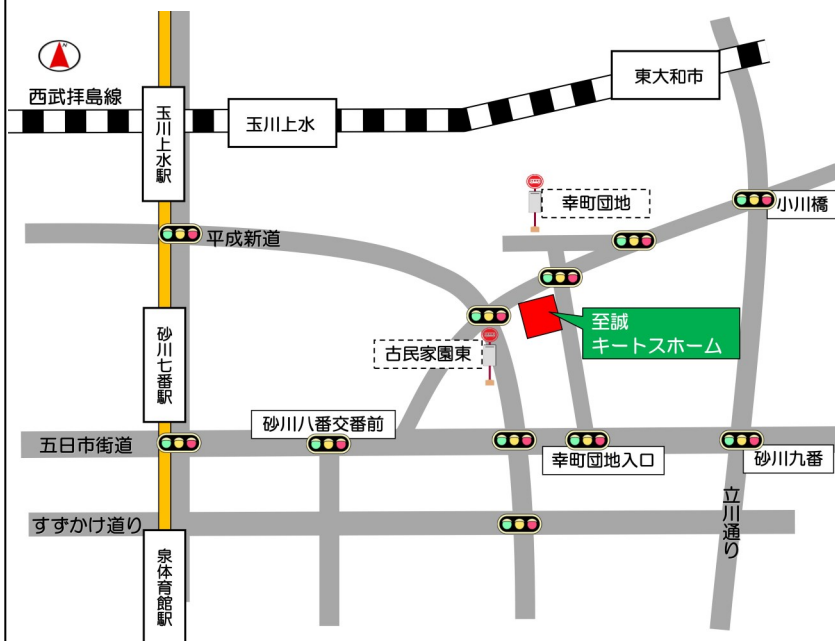 N
西武拝島線
東大和市
玉川上水駅
玉川上水
幸町団地
小川橋
平成新道
至誠
キートスホーム
砂川七番駅
古民家園東
砂川八番交番前
五日市街道
幸町団地入口
砂川九番
立川通り
すずかけ道り
泉体育館駅